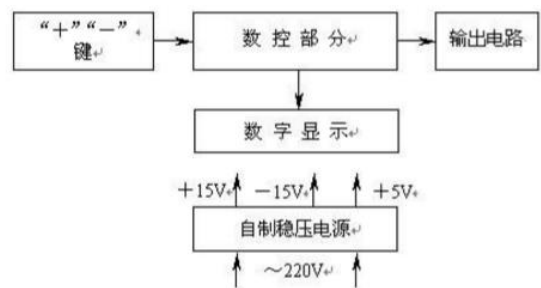 “＋”“－”
键
数 控 部 分
输出电路
数 字 显 示
＋15V
－15V
＋5V
自制稳压电源
～220V